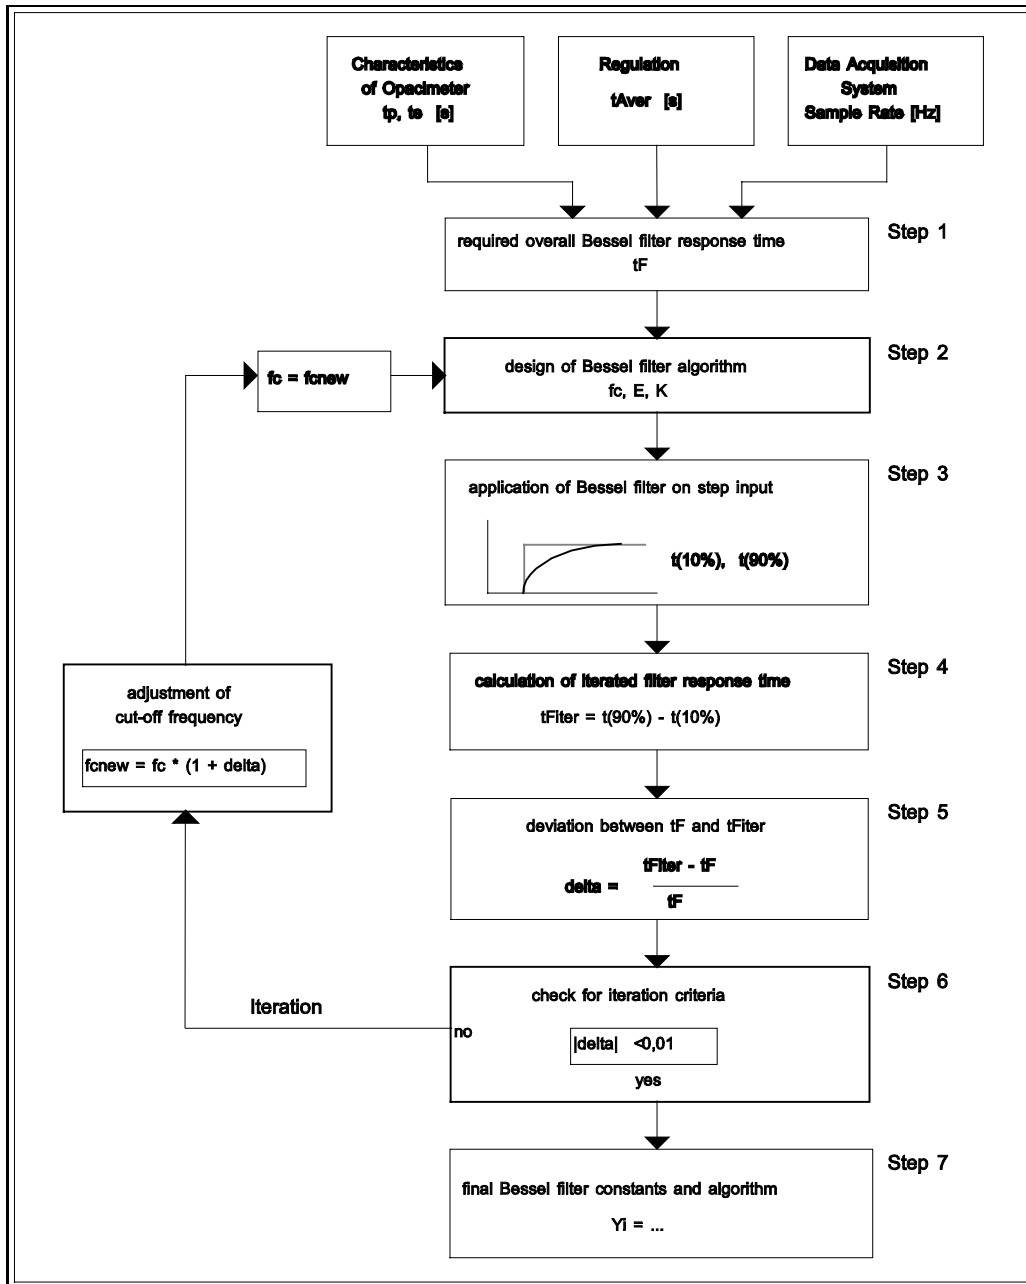 Characteristics
of Opacimeter
tp, te [s]
Regulation
tAver [s]
Data Acquisition
System
Sample Rate [Hz]
Step 1
required overall Bessel filter response time
tF
Step 2
design of Bessel filter algorithm
fc, E, K
fc = fcnew
Step 3
application of Bessel filter on step input
t(10%), t(90%)
Step 4
calculation of iterated filter response time
tFiter = t(90%) - t(10%)
adjustment of
cut-off frequency
fcnew = fc * (1 + delta)
Step 5
deviation between tF and tFiter
delta = tFiter - tF
tF
Step 6
check for iteration criteria
Iteration
no
|delta| <0,01
yes
Step 7
final Bessel filter constants and algorithm
Yi = ...